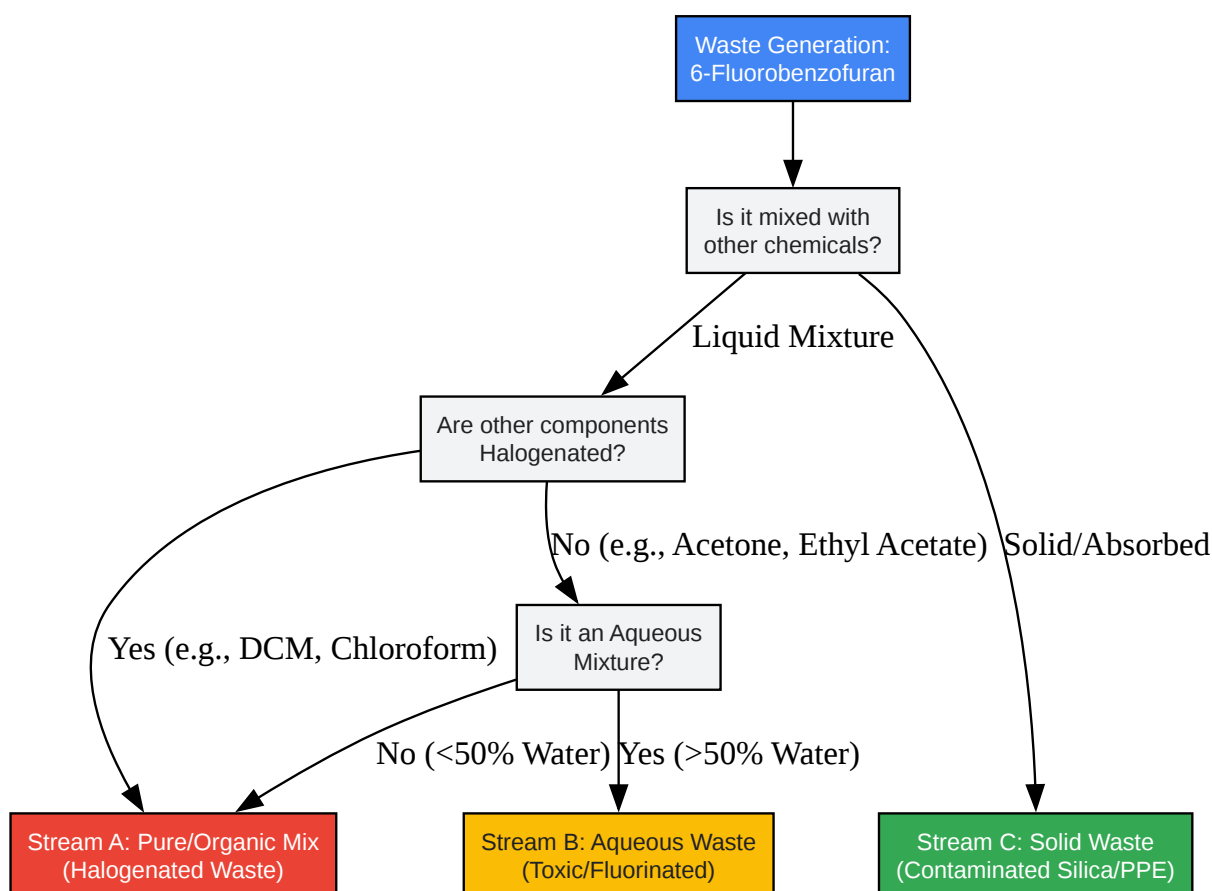 Waste Generation:
6-Fluorobenzofuran
Is it mixed with
other chemicals?
Liquid Mixture
Are other components
Halogenated?
No (e.g., Acetone, Ethyl Acetate)
Solid/Absorbed
Yes (e.g., DCM, Chloroform)
Is it an Aqueous
Mixture?
No (<50% Water)
Yes (>50% Water)
Stream A: Pure/Organic Mix
(Halogenated Waste)
Stream B: Aqueous Waste
(Toxic/Fluorinated)
Stream C: Solid Waste
(Contaminated Silica/PPE)